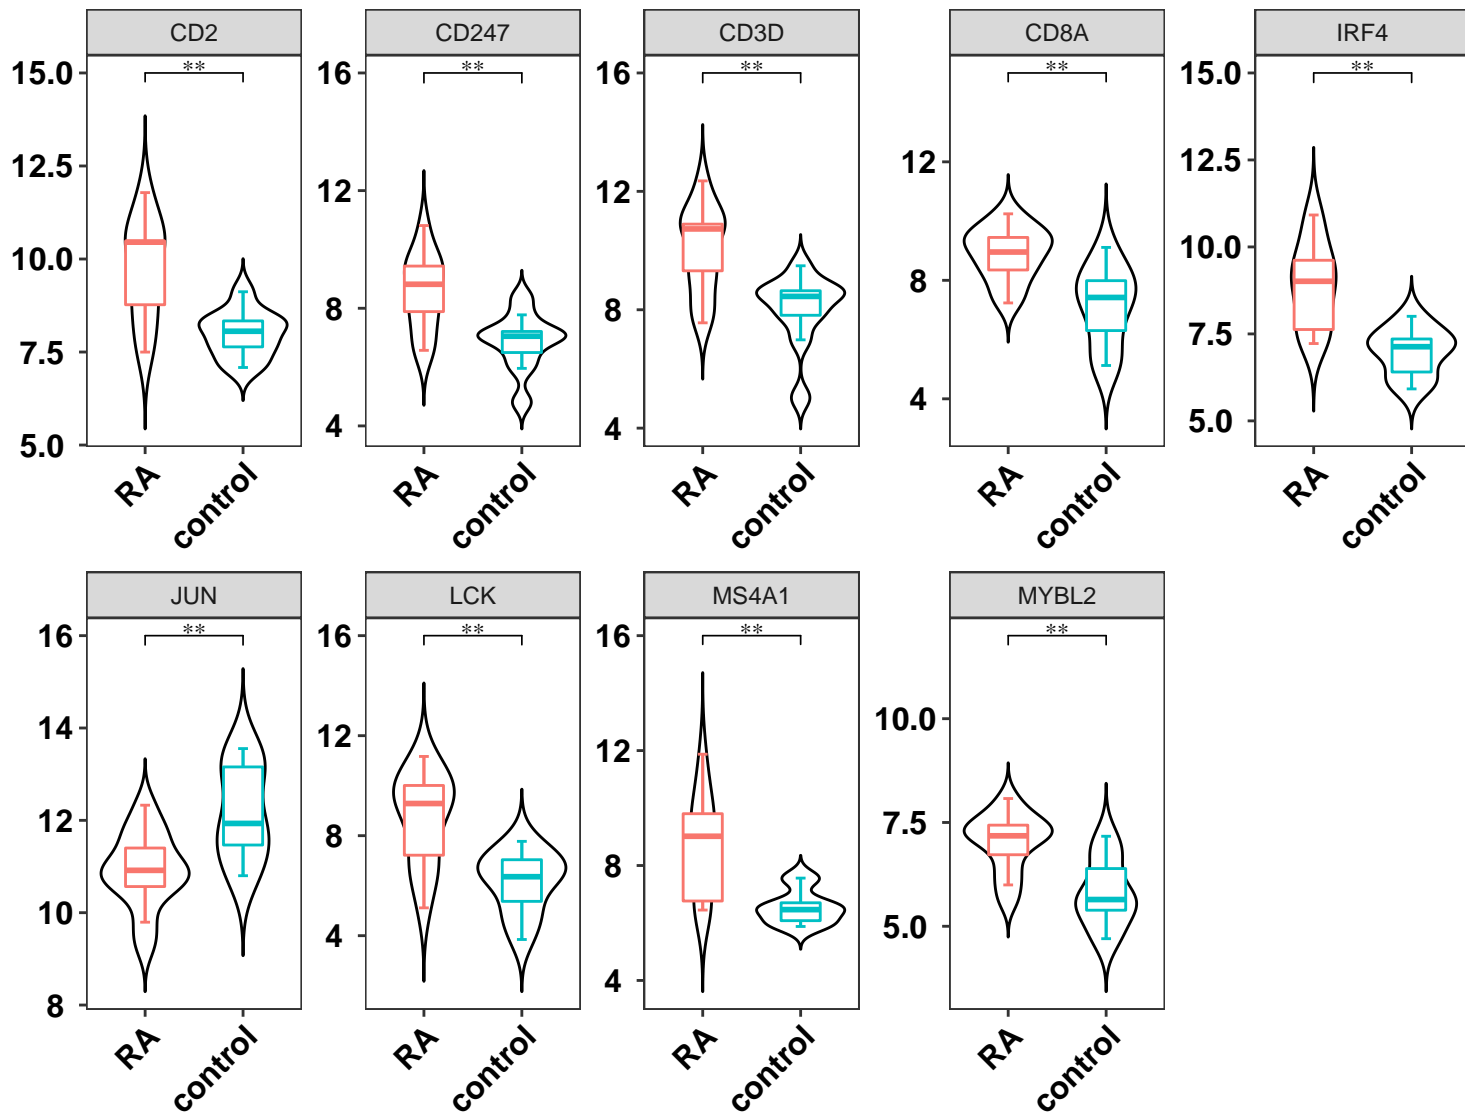 CD2
CD247
CD3D
CD8A
IRF4
15.0
**
16
**
16
**
**
15.0
**
12.5
12
12
12
12.5
10.0
8
8
8
10.0
7.5
7.5
5.0
4
4
4
5.0
RA
control
RA
control
RA
control
RA
control
RA
control
JUN
LCK
MS4A1
MYBL2
16
**
16
**
16
**
**
14
12
12
10.0
12
8
8
7.5
10
4
5.0
8
4
RA
control
RA
control
RA
control
RA
control